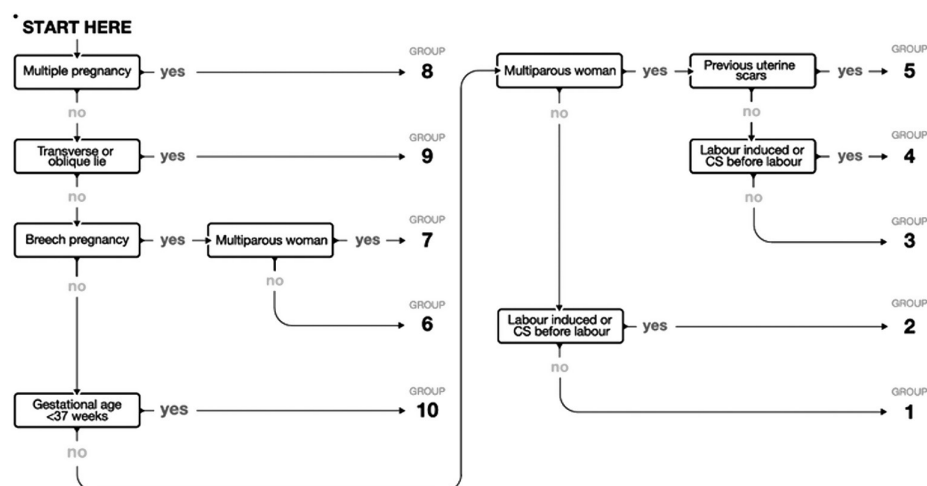 START HERE
Multiple pregnancy
yes
GROUP
8
no
Transverse or
oblique lie
yes
GROUP
9
no
Breech pregnancy
yes
Multiparous woman
yes
GROUP
7
no
no
GROUP
6
Gestational age
<37 weeks
yes
GROUP
10
no
Multiparous woman
yes
Previous uterine
scars
yes
GROUP
5
no
no
Labour induced or
CS before labour
yes
GROUP
4
no
GROUP
3
Labour induced or
CS before labour
yes
GROUP
2
no
GROUP
1